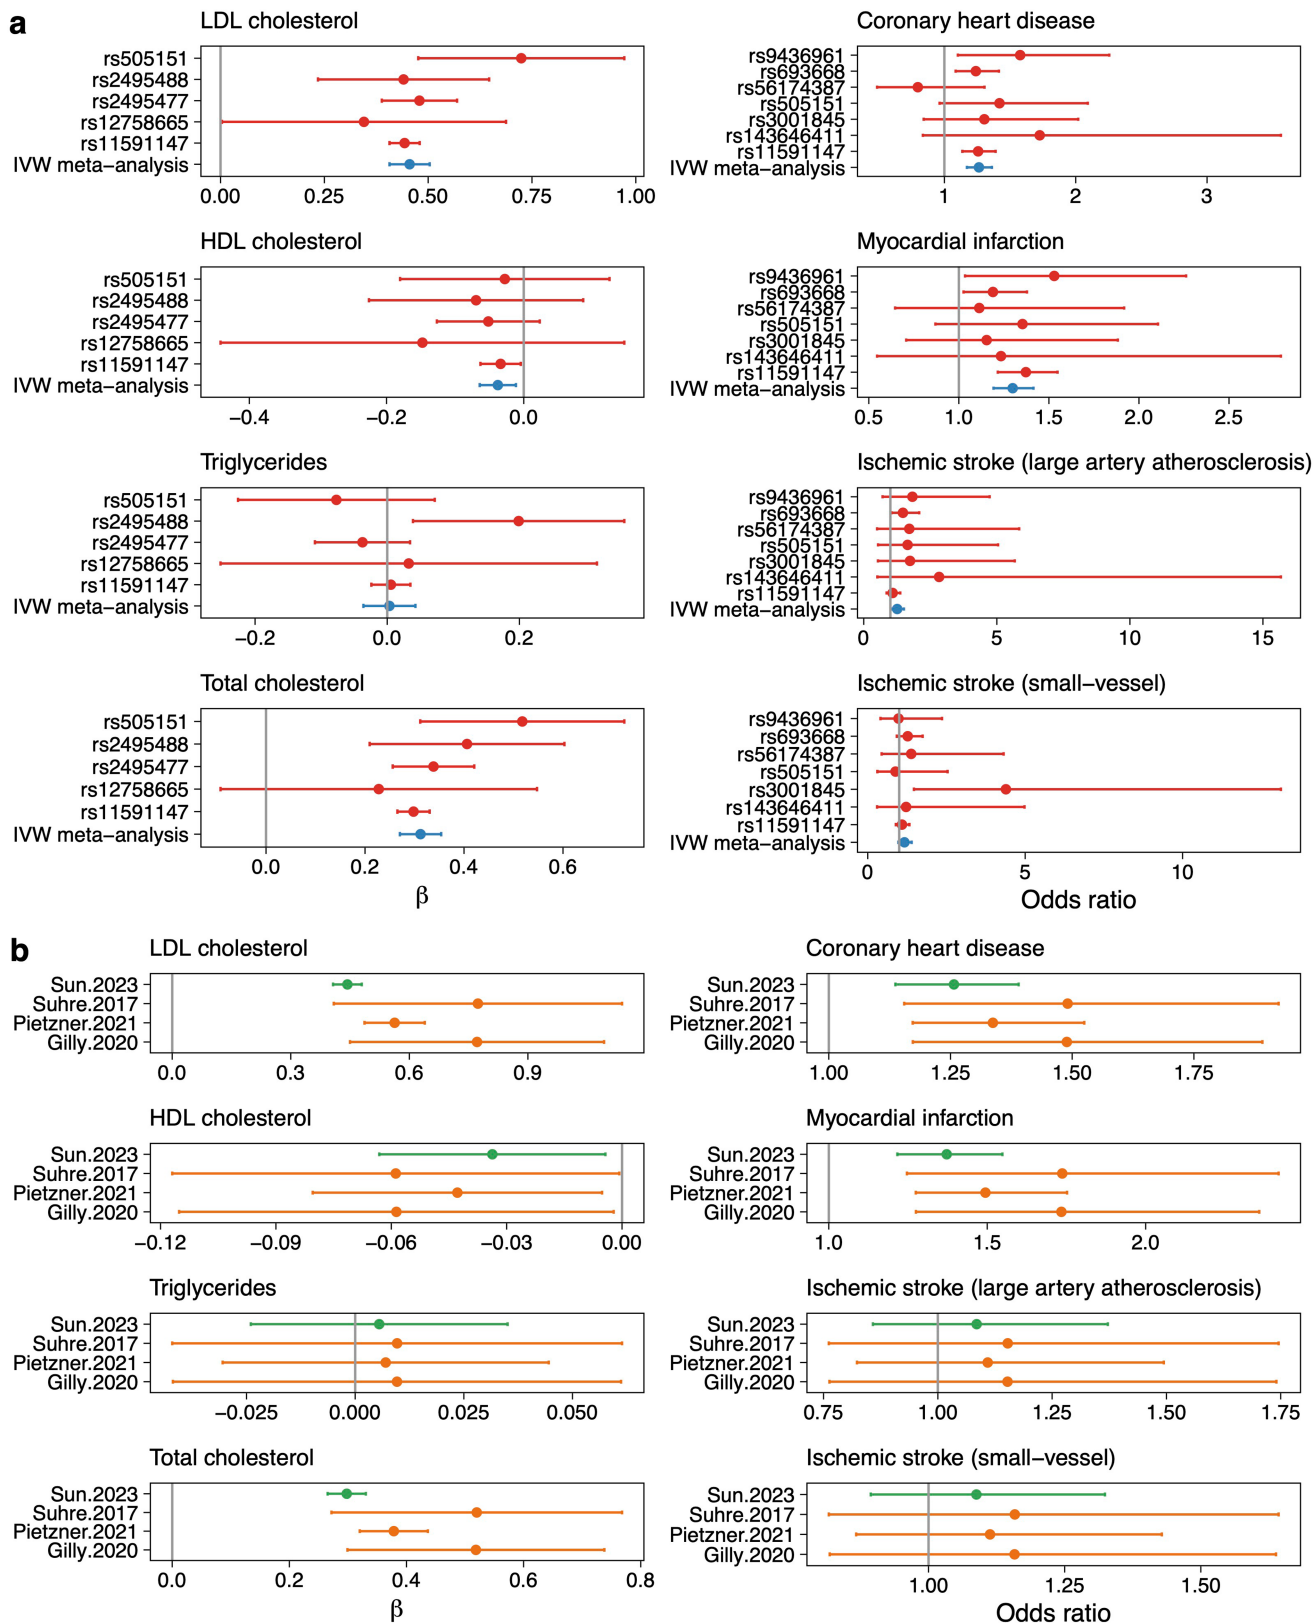 a
LDL cholesterol
rs505151
rs2495488
rs2495477
rs12758665
rs11591147
IVW meta−analysis
0.00 0.25 0.50 0.75 1.00
HDL cholesterol
rs505151
rs2495488
rs2495477
rs12758665
rs11591147
IVW meta−analysis
−0.4 −0.2 0.0
Triglycerides
rs505151
rs2495488
rs2495477
rs12758665
rs11591147
IVW meta−analysis
−0.2 0.0 0.2
Total cholesterol
rs505151
rs2495488
rs2495477
rs12758665
rs11591147
IVW meta−analysis
0.0 0.2 0.4 0.6
β
Coronary heart disease
rs9436961
rs693668
rs56174387
rs505151
rs3001845
rs143646411
rs11591147
IVW meta−analysis
1 2 3
Myocardial infarction
rs9436961
rs693668
rs56174387
rs505151
rs3001845
rs143646411
rs11591147
IVW meta−analysis
0.5 1.0 1.5 2.0 2.5
Ischemic stroke (large artery atherosclerosis)
rs9436961
rs693668
rs56174387
rs505151
rs3001845
rs143646411
rs11591147
IVW meta−analysis
0 5 10 15
Ischemic stroke (small−vessel)
rs9436961
rs693668
rs56174387
rs505151
rs3001845
rs143646411
rs11591147
IVW meta−analysis
0 5 10
Odds ratio
b
LDL cholesterol
Sun.2023
Suhre.2017
Pietzner.2021
Gilly.2020
0.0 0.3 0.6 0.9
HDL cholesterol
Sun.2023
Suhre.2017
Pietzner.2021
Gilly.2020
−0.12 −0.09 −0.06 −0.03 0.00
Triglycerides
Sun.2023
Suhre.2017
Pietzner.2021
Gilly.2020
−0.025 0.000 0.025 0.050
Total cholesterol
Sun.2023
Suhre.2017
Pietzner.2021
Gilly.2020
0.0 0.2 0.4 0.6 0.8
β
Coronary heart disease
Sun.2023
Suhre.2017
Pietzner.2021
Gilly.2020
1.00 1.25 1.50 1.75
Myocardial infarction
Sun.2023
Suhre.2017
Pietzner.2021
Gilly.2020
1.0 1.5 2.0
Ischemic stroke (large artery atherosclerosis)
Sun.2023
Suhre.2017
Pietzner.2021
Gilly.2020
0.75 1.00 1.25 1.50 1.75
Ischemic stroke (small−vessel)
Sun.2023
Suhre.2017
Pietzner.2021
Gilly.2020
1.00 1.25 1.50
Odds ratio